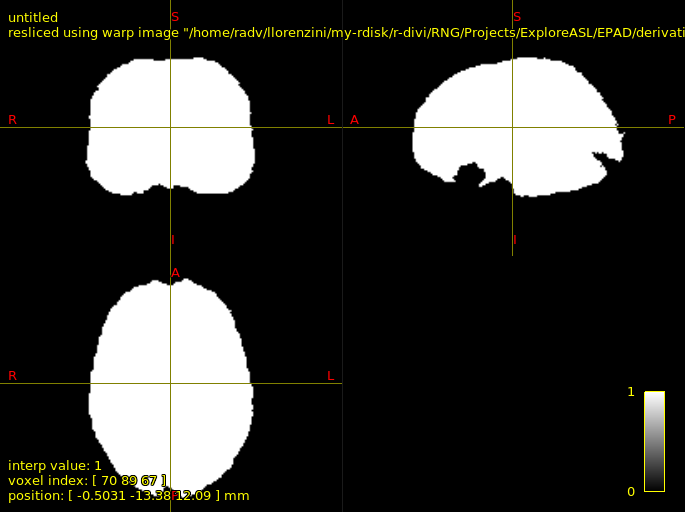 untitled
resliced using warp image "/home/radv/llorenzini/my-rdisk/r-divi/RNG/Projects/ExploreASL/EPAD/derivati
S
S
R
L
A
P
I
I
A
R
L
1
interp value: 1
voxel index: [ 70 89 67 ]
0
position: [ -0.5031 -13.38 12.09 ] mm
P